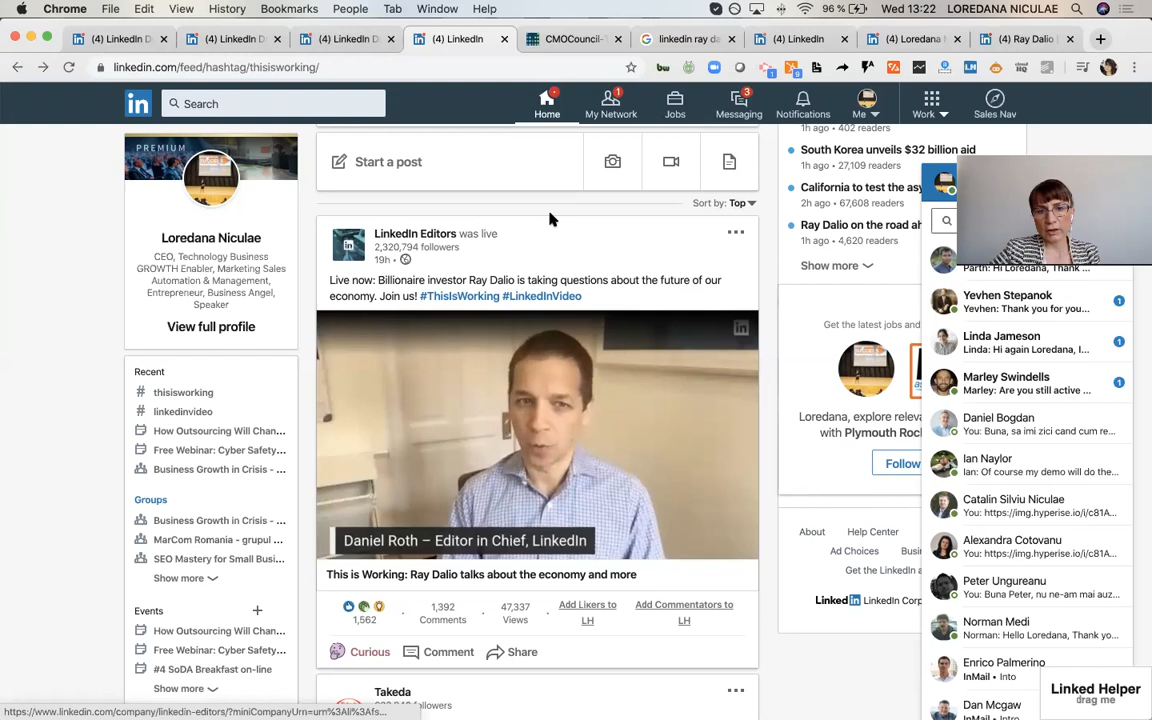 Chrome File Edit View History Bookmarks People Tab Window Help
96 % Wed 13:22 LOREDANA NICULAE
(4) LinkedIn D
(4) LinkedIn D
(4) LinkedIn D
(4) LinkedIn
CMOCouncil-
linkedin ray da
(4) LinkedIn
(4) Loredana
(4) Ray Dalio
linkedin.com/feed/hashtag/thisisworking/
Search
Home
My Network
Jobs
Messaging
Notifications
Me
Work
Sales Nav
PREMIUM
Loredana Niculae
CEO, Technology Business
GROWTH Enabler, Marketing Sales
Automation & Management,
Entrepreneur, Business Angel,
Speaker
View full profile
Recent
# thisisworking
# linkedinvideo
How Outsourcing Will Chan...
Free Webinar: Cyber Safety...
Business Growth in Crisis - ...
Groups
Business Growth in Crisis - ...
MarCom Romania - grupul ...
SEO Mastery for Small Busi...
Show more
Events
How Outsourcing Will Chan...
Free Webinar: Cyber Safety...
#4 SoDA Breakfast on-line
Show more
Start a post
Sort by: Top
LinkedIn Editors was live
2,320,794 followers
19h •
Live now: Billionaire investor Ray Dalio is taking questions about the future of our
economy. Join us! #ThisIsWorking #LinkedInVideo
Daniel Roth – Editor in Chief, LinkedIn
This is Working: Ray Dalio talks about the economy and more
1,562
1,392
Comments
47,337
Views
Add Likers to
LH
Add Commentators to
LH
Curious
Comment
Share
Takeda
1h ago • 402 readers
South Korea unveils $32 billion aid
1h ago • 27,109 readers
California to test the asy
2h ago • 67,608 readers
Ray Dalio on the road ah
1h ago • 4,620 readers
Show more
Get the latest jobs and
Loredana, explore releva
with Plymouth Roc
Follow
About Help Center
Ad Choices Busi
Get the LinkedIn a
LinkedIn LinkedIn Corp
Parth: Hi Loredana, Thank ...
Yevhen Stepanok
Yevhen: Thank you for you...
1
Linda Jameson
Linda: Hi again Loredana, I...
1
Marley Swindells
Marley: Are you still active ...
1
Daniel Bogdan
You: Buna, sa imi zici cand cum re...
Ian Naylor
Ian: Of course my demo will do the...
Catalin Silviu Niculae
You: https://img.hyperise.io/i/c81A...
Alexandra Cotovanu
You: https://img.hyperise.io/i/c81A...
Peter Ungureanu
You: Buna Peter, nu ne-am mai auz...
Norman Medi
Norman: Hello Loredana, Thank yo...
Enrico Palmerino
InMail • Into
Dan Mcgaw
Linked Helper
drag me
https://www.linkedin.com/company/linkedin-editors/?miniCompanyUrn=urn%3Ali%3Afs...